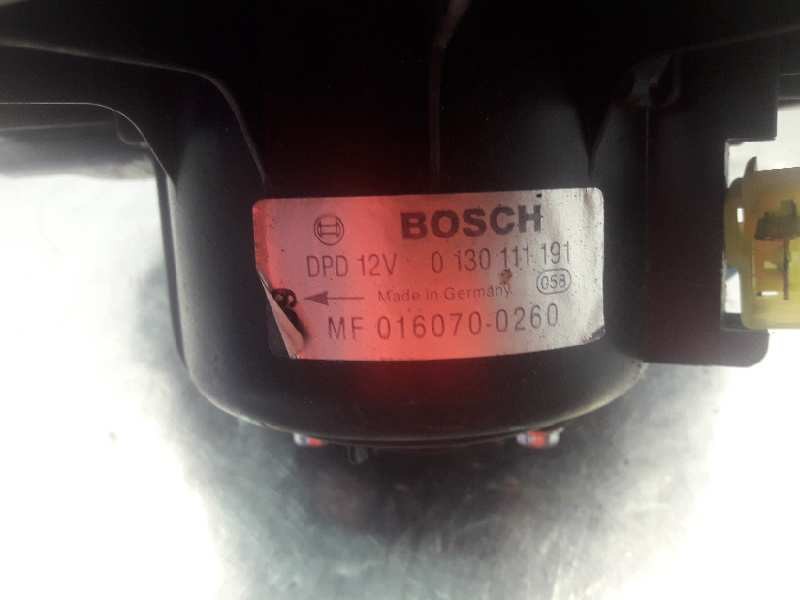 BOSCH
DPD 12V 0 130 111 191
Made in Germany 058
MF 016070-0260